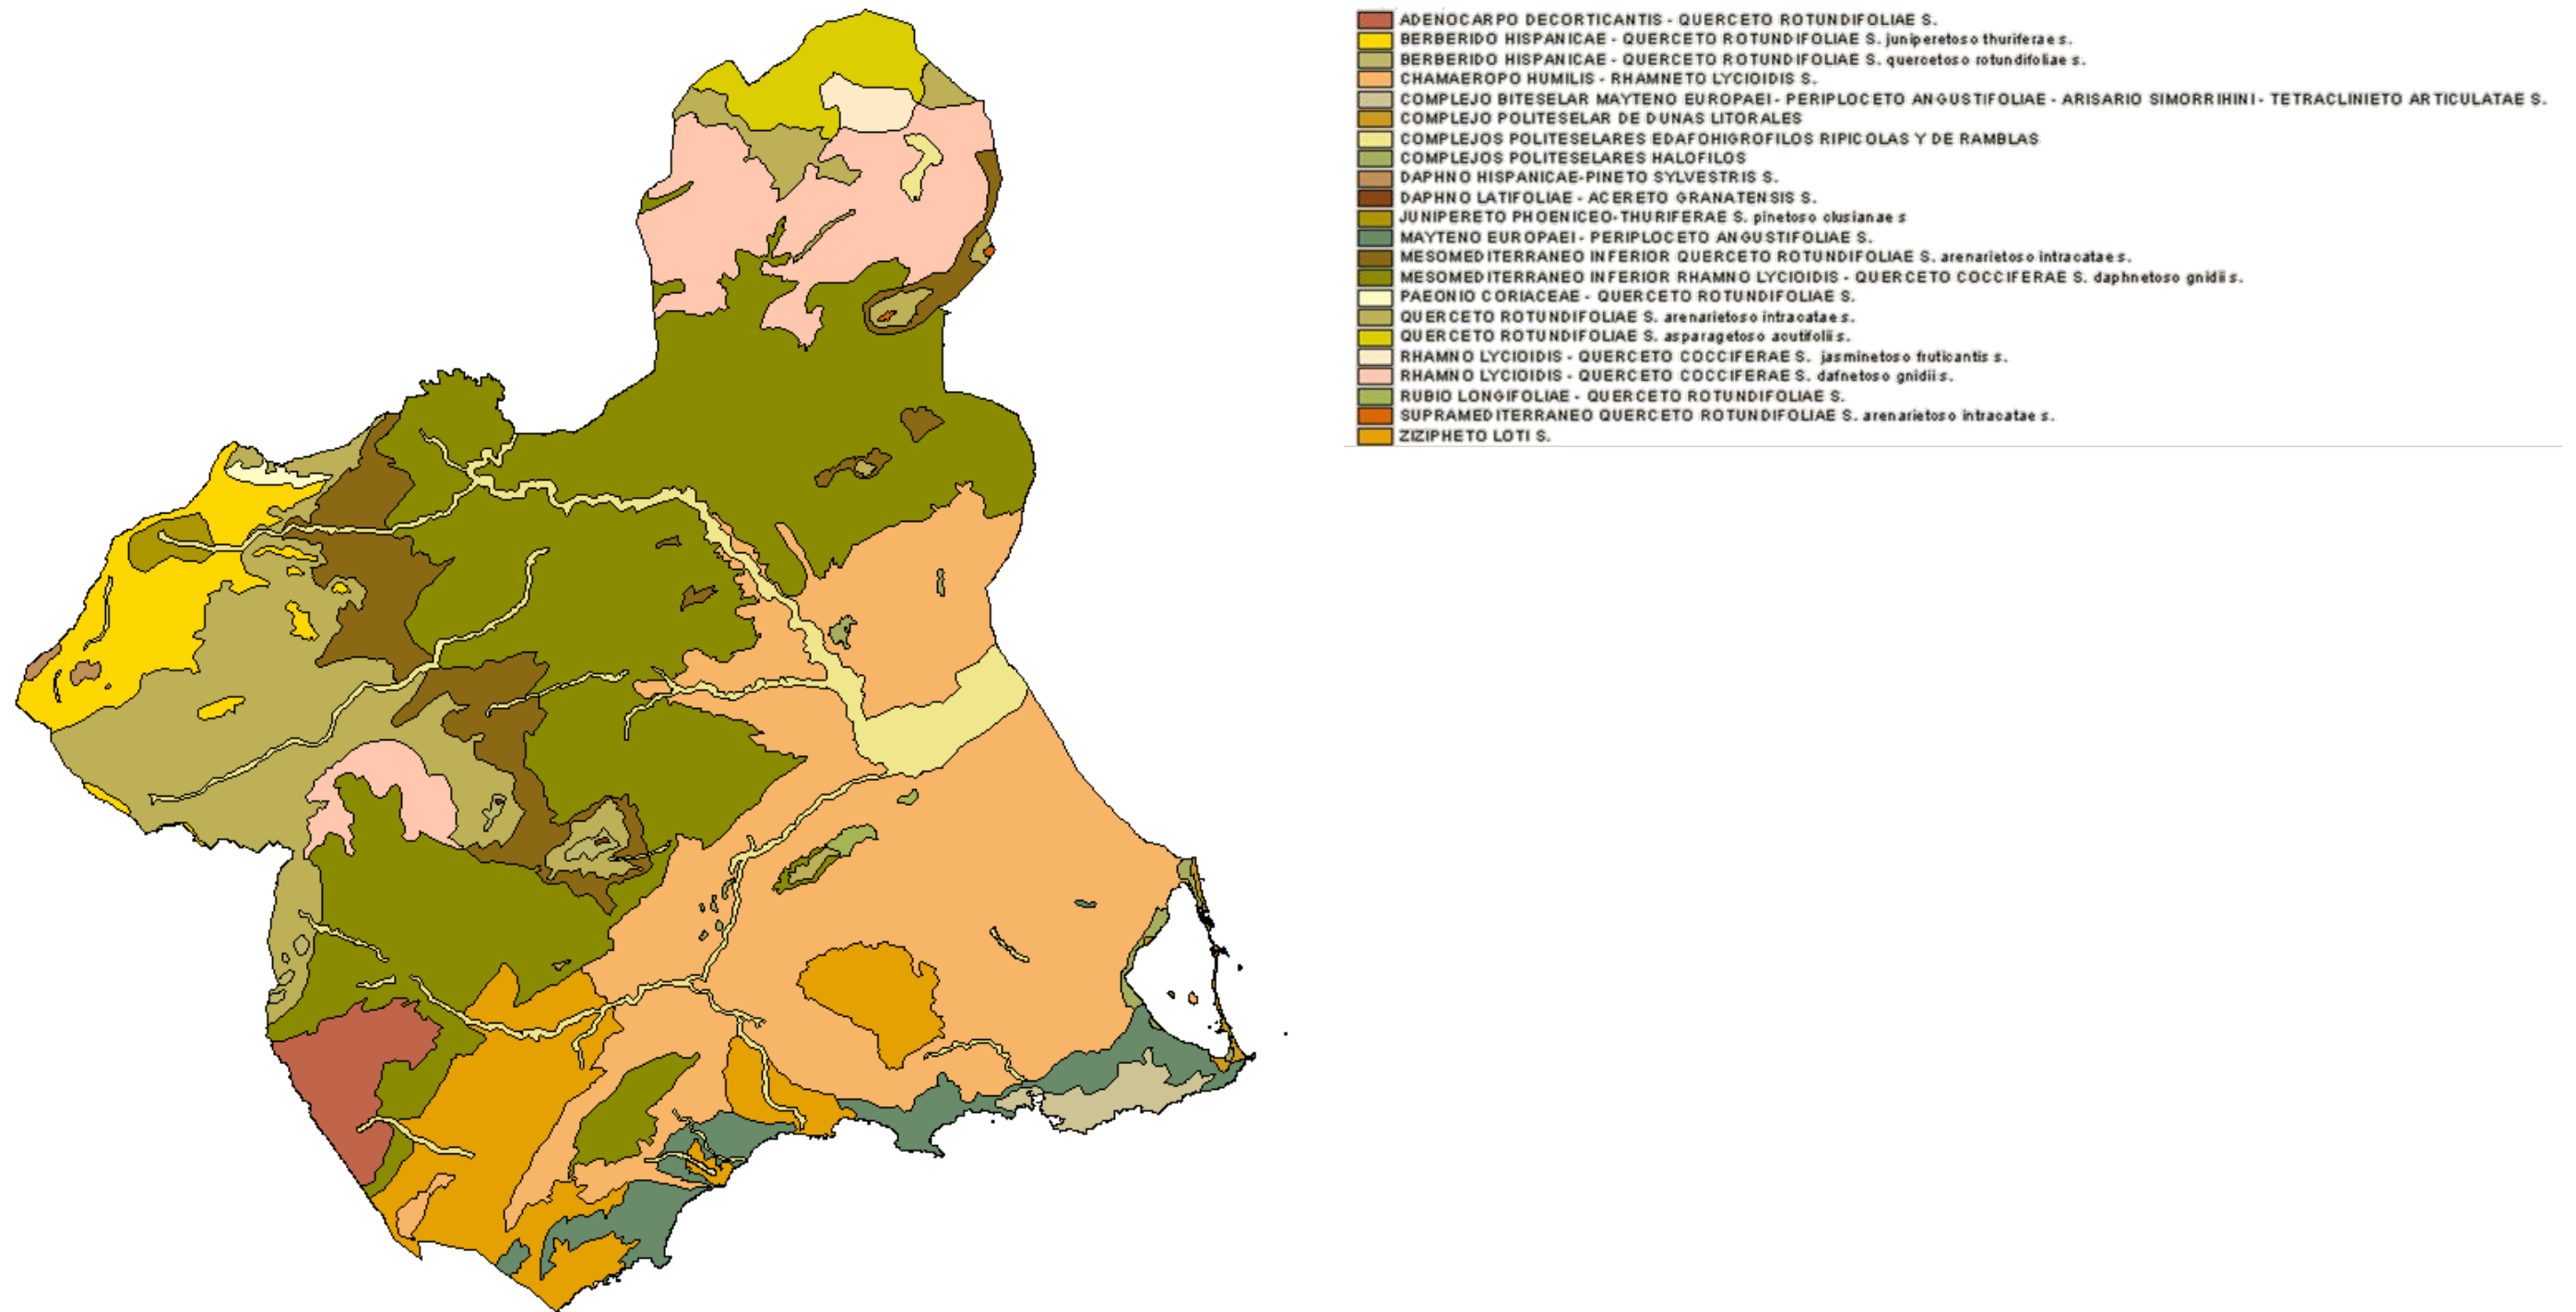 ADENOCARPO DECORTICANTIS - QUERCETO ROTUNDIFOLIAE S.
BERBERIDO HISPANICAE - QUERCETO ROTUNDIFOLIAE S. juniperetoso thuriferae s.
BERBERIDO HISPANICAE - QUERCETO ROTUNDIFOLIAE S. quercetoso rotundifoliae s.
CHAMAEROPO HUMILIS - RHAMNETO LYCIOIDIS S.
COMPLEJO BITESELAR MAYTENO EUROPAEI - PERIPLOCETO ANGUSTIFOLIAE - ARISARIO SIMORRIHINI - TETRACLINIETO ARTICULATAE S.
COMPLEJO POLITESELAR DE DUNAS LITORALES
COMPLEJOS POLITESELARES EDAFOHIGROFILOS RIPICOLAS Y DE RAMBLAS
COMPLEJOS POLITESELARES HALOFILOS
DAPHNO HISPANICAE-PINETO SYLVESTRIS S.
DAPHNO LATIFOLIAE - ACERETO GRANATENSIS S.
JUNIPERETO PHOENICEO-THURIFERAE S. pinetoso clusianae s
MAYTENO EUROPAEI - PERIPLOCETO ANGUSTIFOLIAE S.
MESOMEDITERRANEO INFERIOR QUERCETO ROTUNDIFOLIAE S. arenarietoso intracatae s.
MESOMEDITERRANEO INFERIOR RHAMNO LYCIOIDIS - QUERCETO COCCIFERAE S. daphnetoso gnidii s.
PAEONIO CORIACEAE - QUERCETO ROTUNDIFOLIAE S.
QUERCETO ROTUNDIFOLIAE S. arenarietoso intracatae s.
QUERCETO ROTUNDIFOLIAE S. asparagetoso acutifolii s.
RHAMNO LYCIOIDIS - QUERCETO COCCIFERAE S. jasminetoso fruticantis s.
RHAMNO LYCIOIDIS - QUERCETO COCCIFERAE S. dafnetoso gnidii s.
RUBIO LONGIFOLIAE - QUERCETO ROTUNDIFOLIAE S.
SUPRAMEDITERRANEO QUERCETO ROTUNDIFOLIAE S. arenarietoso intracatae s.
ZIZIPHETO LOTI S.